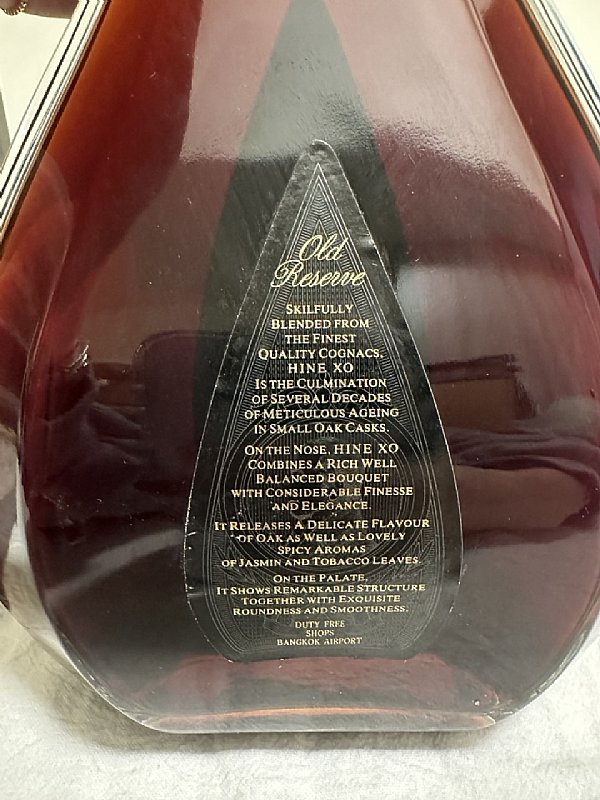 Old
Reserve
SKILFULLY
BLENDED FROM
THE FINEST
QUALITY COGNACS,
HINE XO
IS THE CULMINATION
OF SEVERAL DECADES
OF METICULOUS AGEING
IN SMALL OAK CASKS.
ON THE NOSE, HINE XO
COMBINES A RICH WELL
BALANCED BOUQUET
WITH CONSIDERABLE FINESSE
AND ELEGANCE.
IT RELEASES A DELICATE FLAVOUR
OF OAK AS WELL AS LOVELY
SPICY AROMAS
OF JASMIN AND TOBACCO LEAVES.
ON THE PALATE,
IT SHOWS REMARKABLE STRUCTURE
TOGETHER WITH EXQUISITE
ROUNDNESS AND SMOOTHNESS.
DUTY FREE
SHOPS
BANGKOK AIRPORT